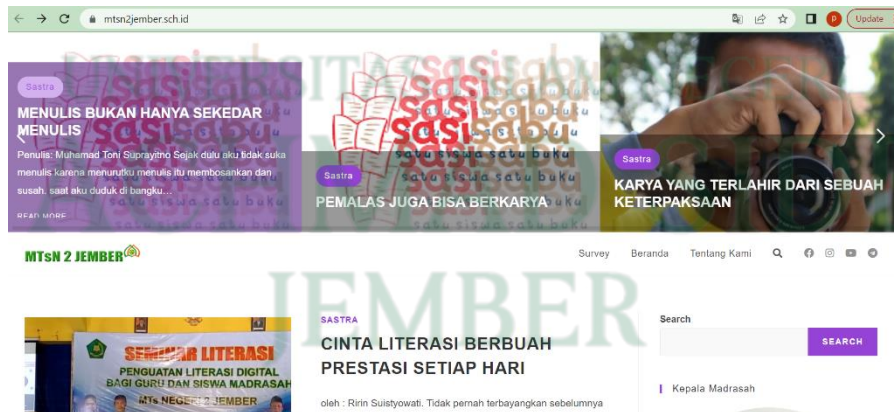 mtsn2jember.sch.id
Update
UNIVERSITAS ISLAM NEGERI
sasisabu
satu siswa satu buku
Sastra
MENULIS BUKAN HANYA SEKEDAR
MENULIS
Penulis: Muhamad Toni Suprayitno Sejak dulu aku tidak suka
menulis karena menurutku menulis itu membosankan dan
susah. saat aku duduk di bangku…
READ MORE
Sastra
PEMALAS JUGA BISA BERKARYA
Sastra
KARYA YANG TERLAHIR DARI SEBUAH
KETERPAKSAAN
MTsN 2 JEMBER
Survey Beranda Tentang Kami
JEMBER
SEMINAR LITERASI
PENGUATAN LITERASI DIGITAL
BAGI GURU DAN SISWA MADRASAH
MTs NEGERI 2 JEMBER
SASTRA
CINTA LITERASI BERBUAH
PRESTASI SETIAP HARI
oleh : Ririn Suistyowati. Tidak pernah terbayangkan sebelumnya
Search
SEARCH
Kepala Madrasah